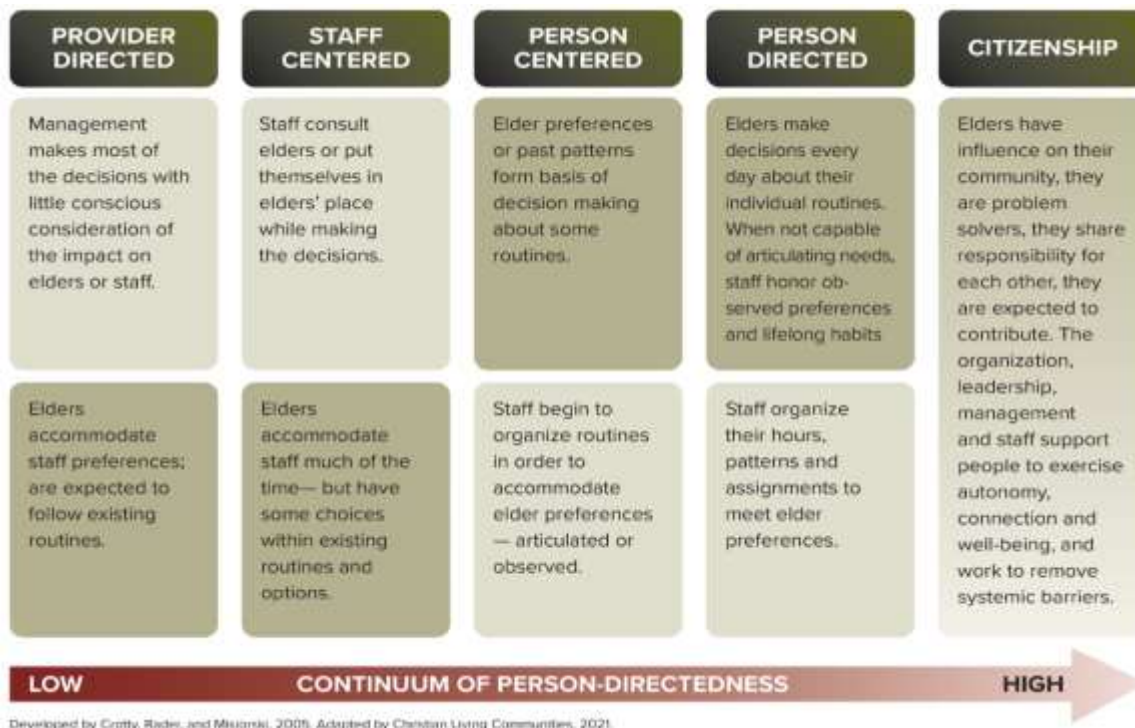 PROVIDER
DIRECTED
Management
makes most of
the decisions with
little conscious
consideration of
the impact on
elders or staff.
Elders
accommodate
staff preferences;
are expected to
follow existing
routines.
STAFF
CENTERED
Staff consult
elders or put
themselves in
elders' place
while making
the decisions.
Elders
accommodate
staff much of the
time— but have
some choices
within existing
routines and
options.
PERSON
CENTERED
Elder preferences
or past patterns
form basis of
decision making
about some
routines.
Staff begin to
organize routines
in order to
accommodate
elder preferences
— articulated or
observed.
PERSON
DIRECTED
Elders make
decisions every
day about their
individual routines.
When not capable
of articulating needs,
staff honor ob-
served preferences
and lifelong habits
Staff organize
their hours,
patterns and
assignments to
meet elder
preferences.
CITIZENSHIP
Elders have
influence on their
community, they
are problem
solvers, they share
responsibility for
each other, they
are expected to
contribute. The
organization,
leadership,
management
and staff support
people to exercise
autonomy,
connection and
well-being, and
work to remove
systemic barriers.
LOW CONTINUUM OF PERSON-DIRECTEDNESS HIGH
Developed by Crotty, Rader, and Misiorski, 2005. Adapted by Christian Living Communities, 2021.